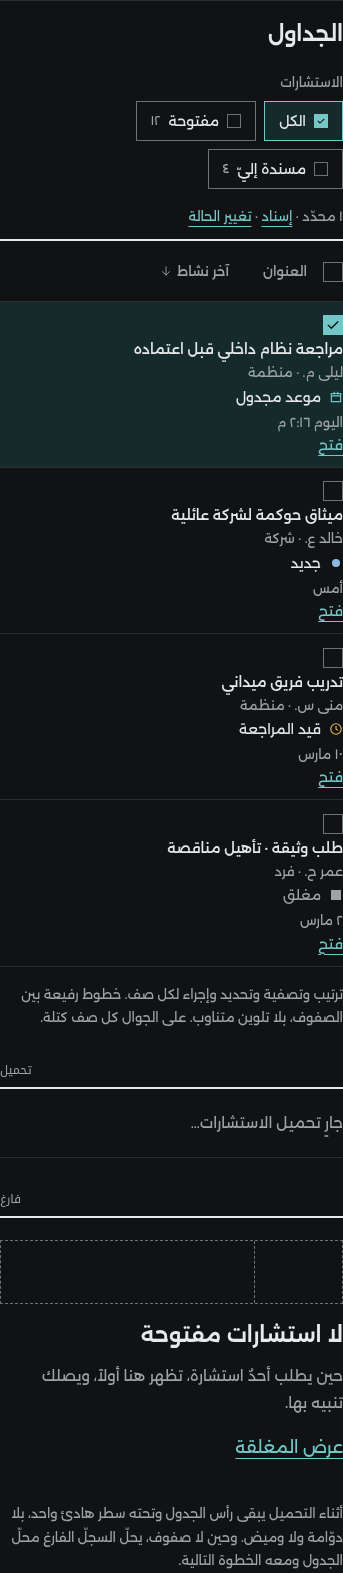 الجداول
الاستشارات
الكل
مفتوحة ١٢
مسندة إليّ ٤
١ محدّد · إسناد · تغيير الحالة
العنوان آخر نشاط ↓
مراجعة نظام داخلي قبل اعتماده
ليلى م. · منظمة
موعد مجدول
اليوم ٢:١٦ م
فتح
ميثاق حوكمة لشركة عائلية
خالد ع. · شركة
جديد
أمس
فتح
تدريب فريق ميداني
منى س. · منظمة
قيد المراجعة
١٠ مارس
فتح
طلب وثيقة · تأهيل مناقصة
عمر ح. · فرد
مغلق
٢ مارس
فتح
ترتيب وتصفية وتحديد وإجراء لكل صف. خطوط رفيعة بين
الصفوف، بلا تلوين متناوب. على الجوال كل صف كتلة.
تحميل
جارٍ تحميل الاستشارات…
فارغ
لا استشارات مفتوحة
حين يطلب أحدٌ استشارة، تظهر هنا أولًا، ويصلك
تنبيه بها.
عرض المغلقة
أثناء التحميل يبقى رأس الجدول وتحته سطر هادئ واحد، بلا
دوّامة ولا وميض. وحين لا صفوف، يحلّ السجلّ الفارغ محلّ
الجدول ومعه الخطوة التالية.